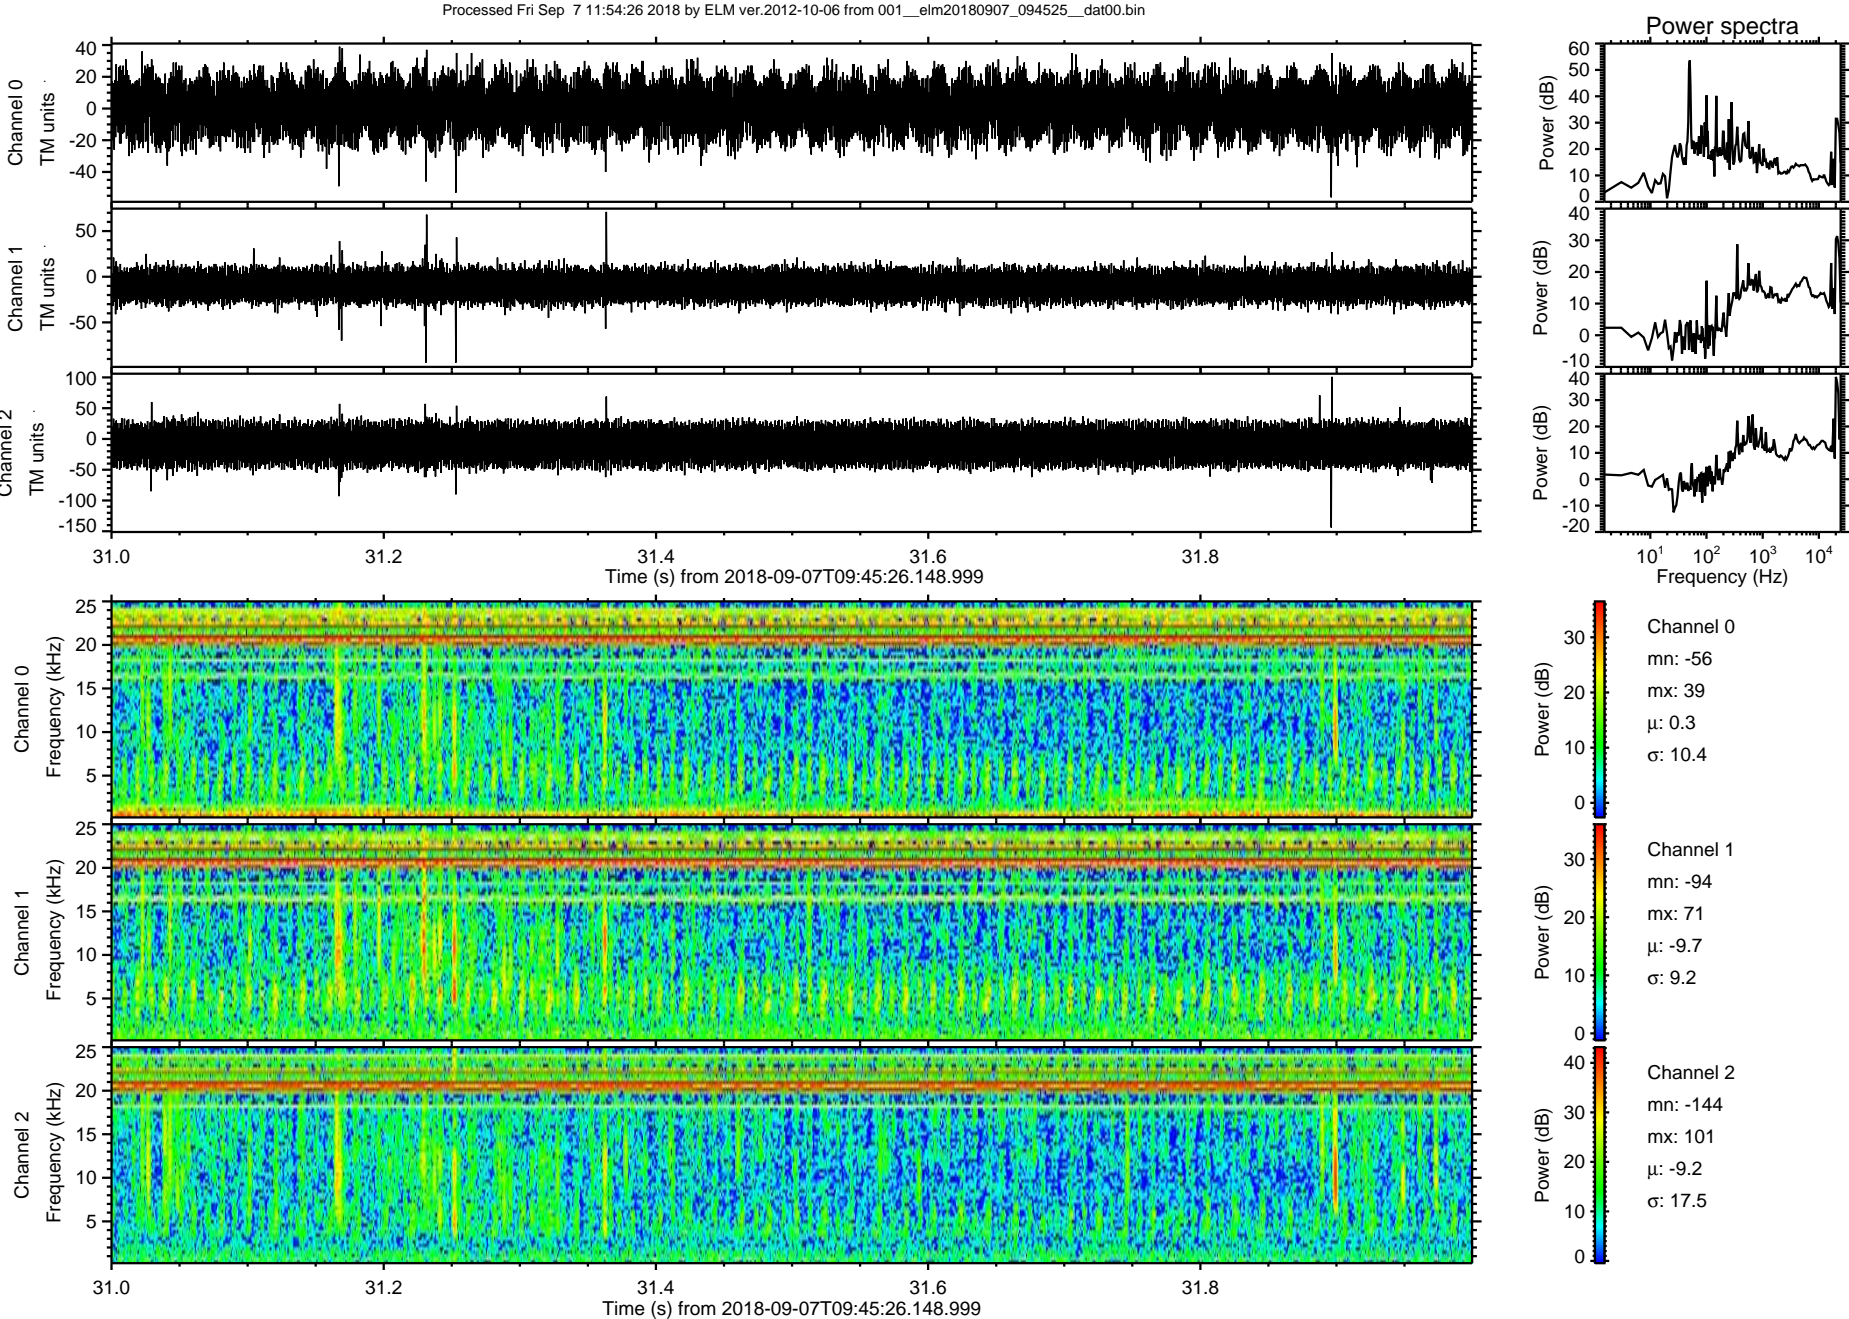 Processed Fri Sep  7 11:54:26 2018 by ELM ver.2012-10-06 from 001__elm20180907_094525__dat00.bin
Power spectra
Channel 0
TM units
40
20
0
-20
-40
Power (dB)
60
50
40
30
20
10
0
Channel 1
TM units
50
0
-50
Power (dB)
40
30
20
10
0
-10
Channel 2
TM units
100
50
0
-50
-100
-150
Power (dB)
40
30
20
10
0
-10
-20
31.0 31.2 31.4 31.6 31.8
Time (s) from 2018-09-07T09:45:26.148.999
10^1 10^2 10^3 10^4
Frequency (Hz)
Channel 0
Frequency (kHz)
25
20
15
10
5
Power (dB)
30
20
10
0
Channel 0
mn: -56
mx: 39
μ: 0.3
σ: 10.4
Channel 1
Frequency (kHz)
25
20
15
10
5
Power (dB)
30
20
10
0
Channel 1
mn: -94
mx: 71
μ: -9.7
σ: 9.2
Channel 2
Frequency (kHz)
25
20
15
10
5
Power (dB)
40
30
20
10
0
Channel 2
mn: -144
mx: 101
μ: -9.2
σ: 17.5
31.0 31.2 31.4 31.6 31.8
Time (s) from 2018-09-07T09:45:26.148.999